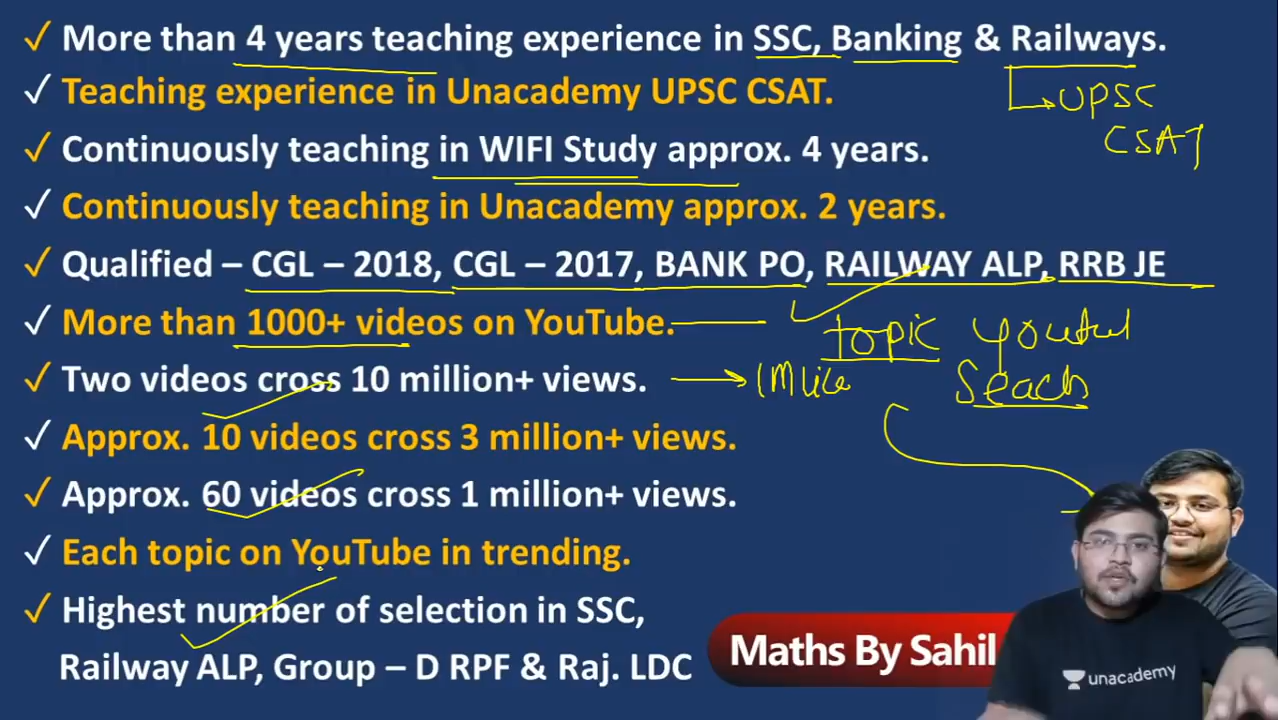 ✓ More than 4 years teaching experience in SSC, Banking & Railways.
✓ Teaching experience in Unacademy UPSC CSAT.
UPSC
CSAT
✓ Continuously teaching in WIFI Study approx. 4 years.
✓ Continuously teaching in Unacademy approx. 2 years.
✓ Qualified – CGL – 2018, CGL – 2017, BANK PO, RAILWAY ALP, RRB JE
✓ More than 1000+ videos on YouTube.
topic
✓ Two videos cross 10 million+ views.
1M
✓ Approx. 10 videos cross 3 million+ views.
✓ Approx. 60 videos cross 1 million+ views.
✓ Each topic on YouTube in trending.
✓ Highest number of selection in SSC,
Railway ALP, Group – D RPF & Raj. LDC
Maths By Sahil
unacademy